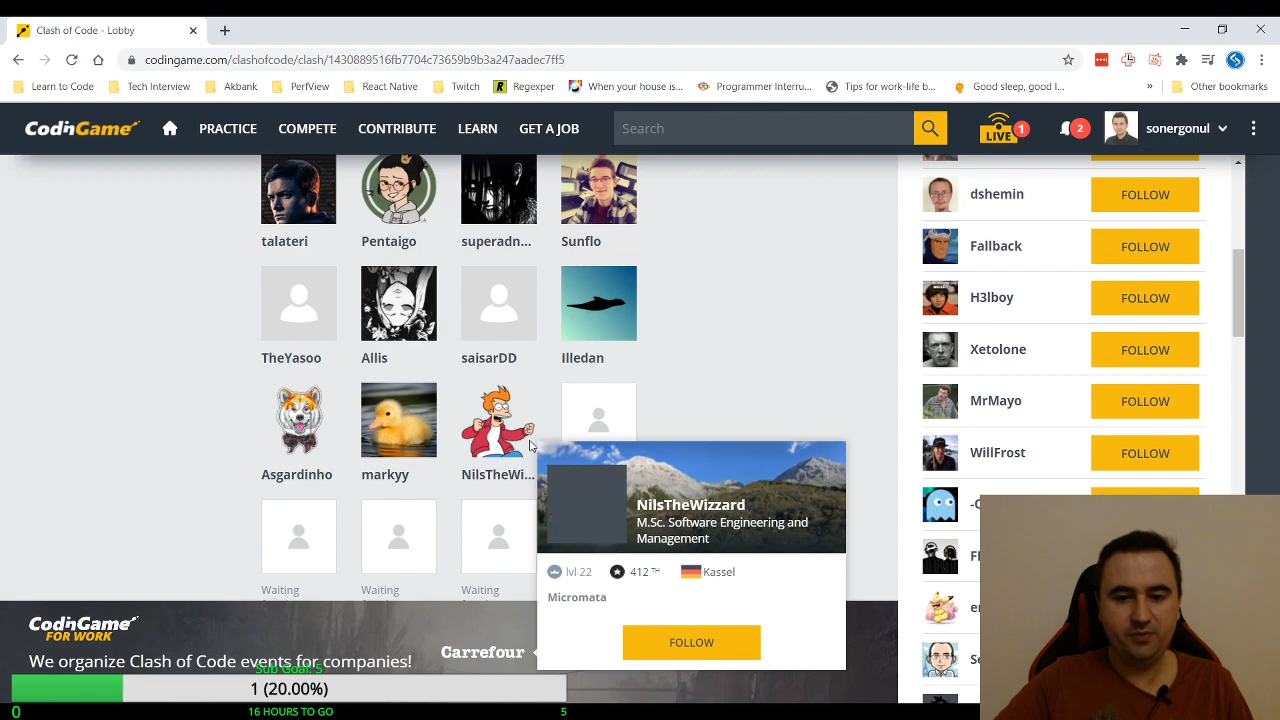 Clash of Code - Lobby
codingame.com/clashofcode/clash/1430889516fb7704c73659b9b3a247aadec7ff5
Learn to Code
Tech Interview
Akbank
PerfView
React Native
Twitch
Regexper
When your house is...
Programmer Interru...
Tips for work-life b...
Good sleep, good l...
»
Other bookmarks
CodinGame
PRACTICE
COMPETE
CONTRIBUTE
LEARN
GET A JOB
Search
LIVE
1
2
sonergonul
talateri
Pentaigo
superadn...
Sunflo
TheYasoo
Allis
saisarDD
Illedan
Asgardinho
markyy
NilsTheWi...
Waiting
Waiting
Waiting
NilsTheWizzard
M.Sc. Software Engineering and
Management
lvl 22
412 TH
Kassel
Micromata
FOLLOW
dshemin
FOLLOW
Fallback
FOLLOW
H3lboy
FOLLOW
Xetolone
FOLLOW
MrMayo
FOLLOW
WillFrost
FOLLOW
CodinGame
FOR WORK
We organize Clash of Code events for companies!
Carrefour
Sub Goal: 5
1 (20.00%)
0
16 HOURS TO GO
5